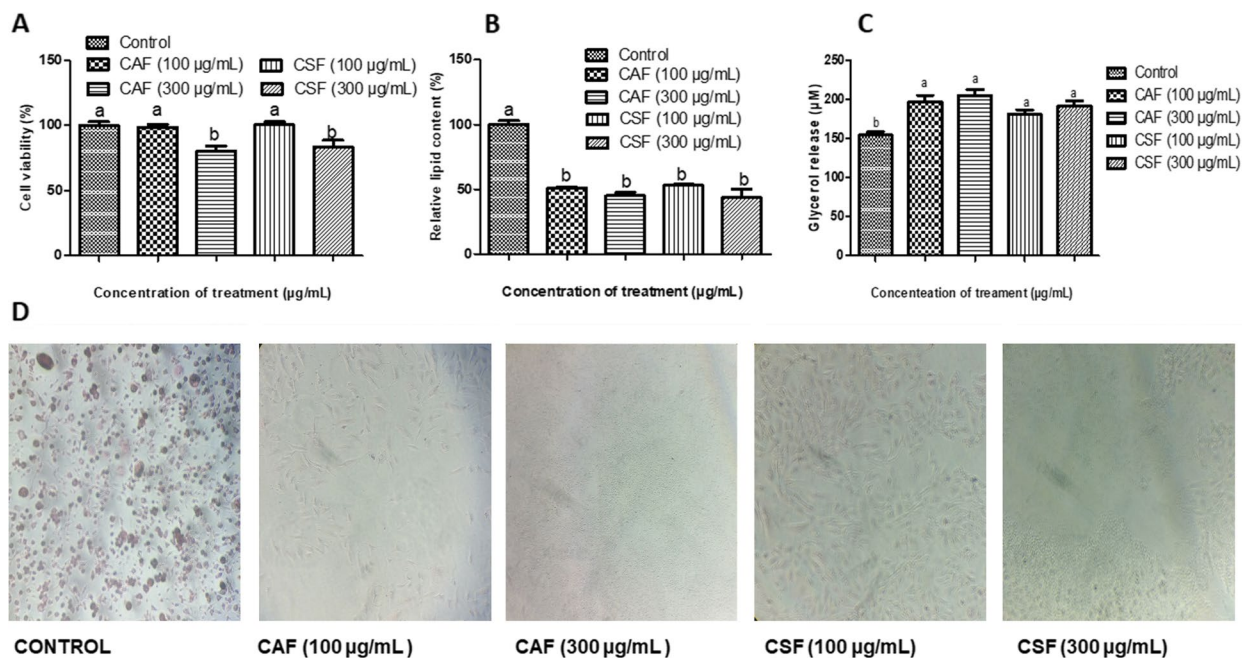 A
Control
CAF (100 µg/mL)
CAF (300 µg/mL)
CSF (100 µg/mL)
CSF (300 µg/mL)
Cell viability (%)
150
100
50
0
a
a
b
a
b
Concentration of treatment (µg/mL)
B
Control
CAF (100 µg/mL)
CAF (300 µg/mL)
CSF (100 µg/mL)
CSF (300 µg/mL)
Relative lipid content (%)
150
100
50
0
a
b
b
b
b
Concentration of treatment (µg/mL)
C
Control
CAF (100 µg/mL)
CAF (300 µg/mL)
CSF (100 µg/mL)
CSF (300 µg/mL)
Glycerol release (µM)
250
200
150
100
50
0
b
a
a
a
a
Concenteation of treament (µg/mL)
D
CONTROL
CAF (100 µg/mL)
CAF (300 µg/mL)
CSF (100 µg/mL)
CSF (300 µg/mL)